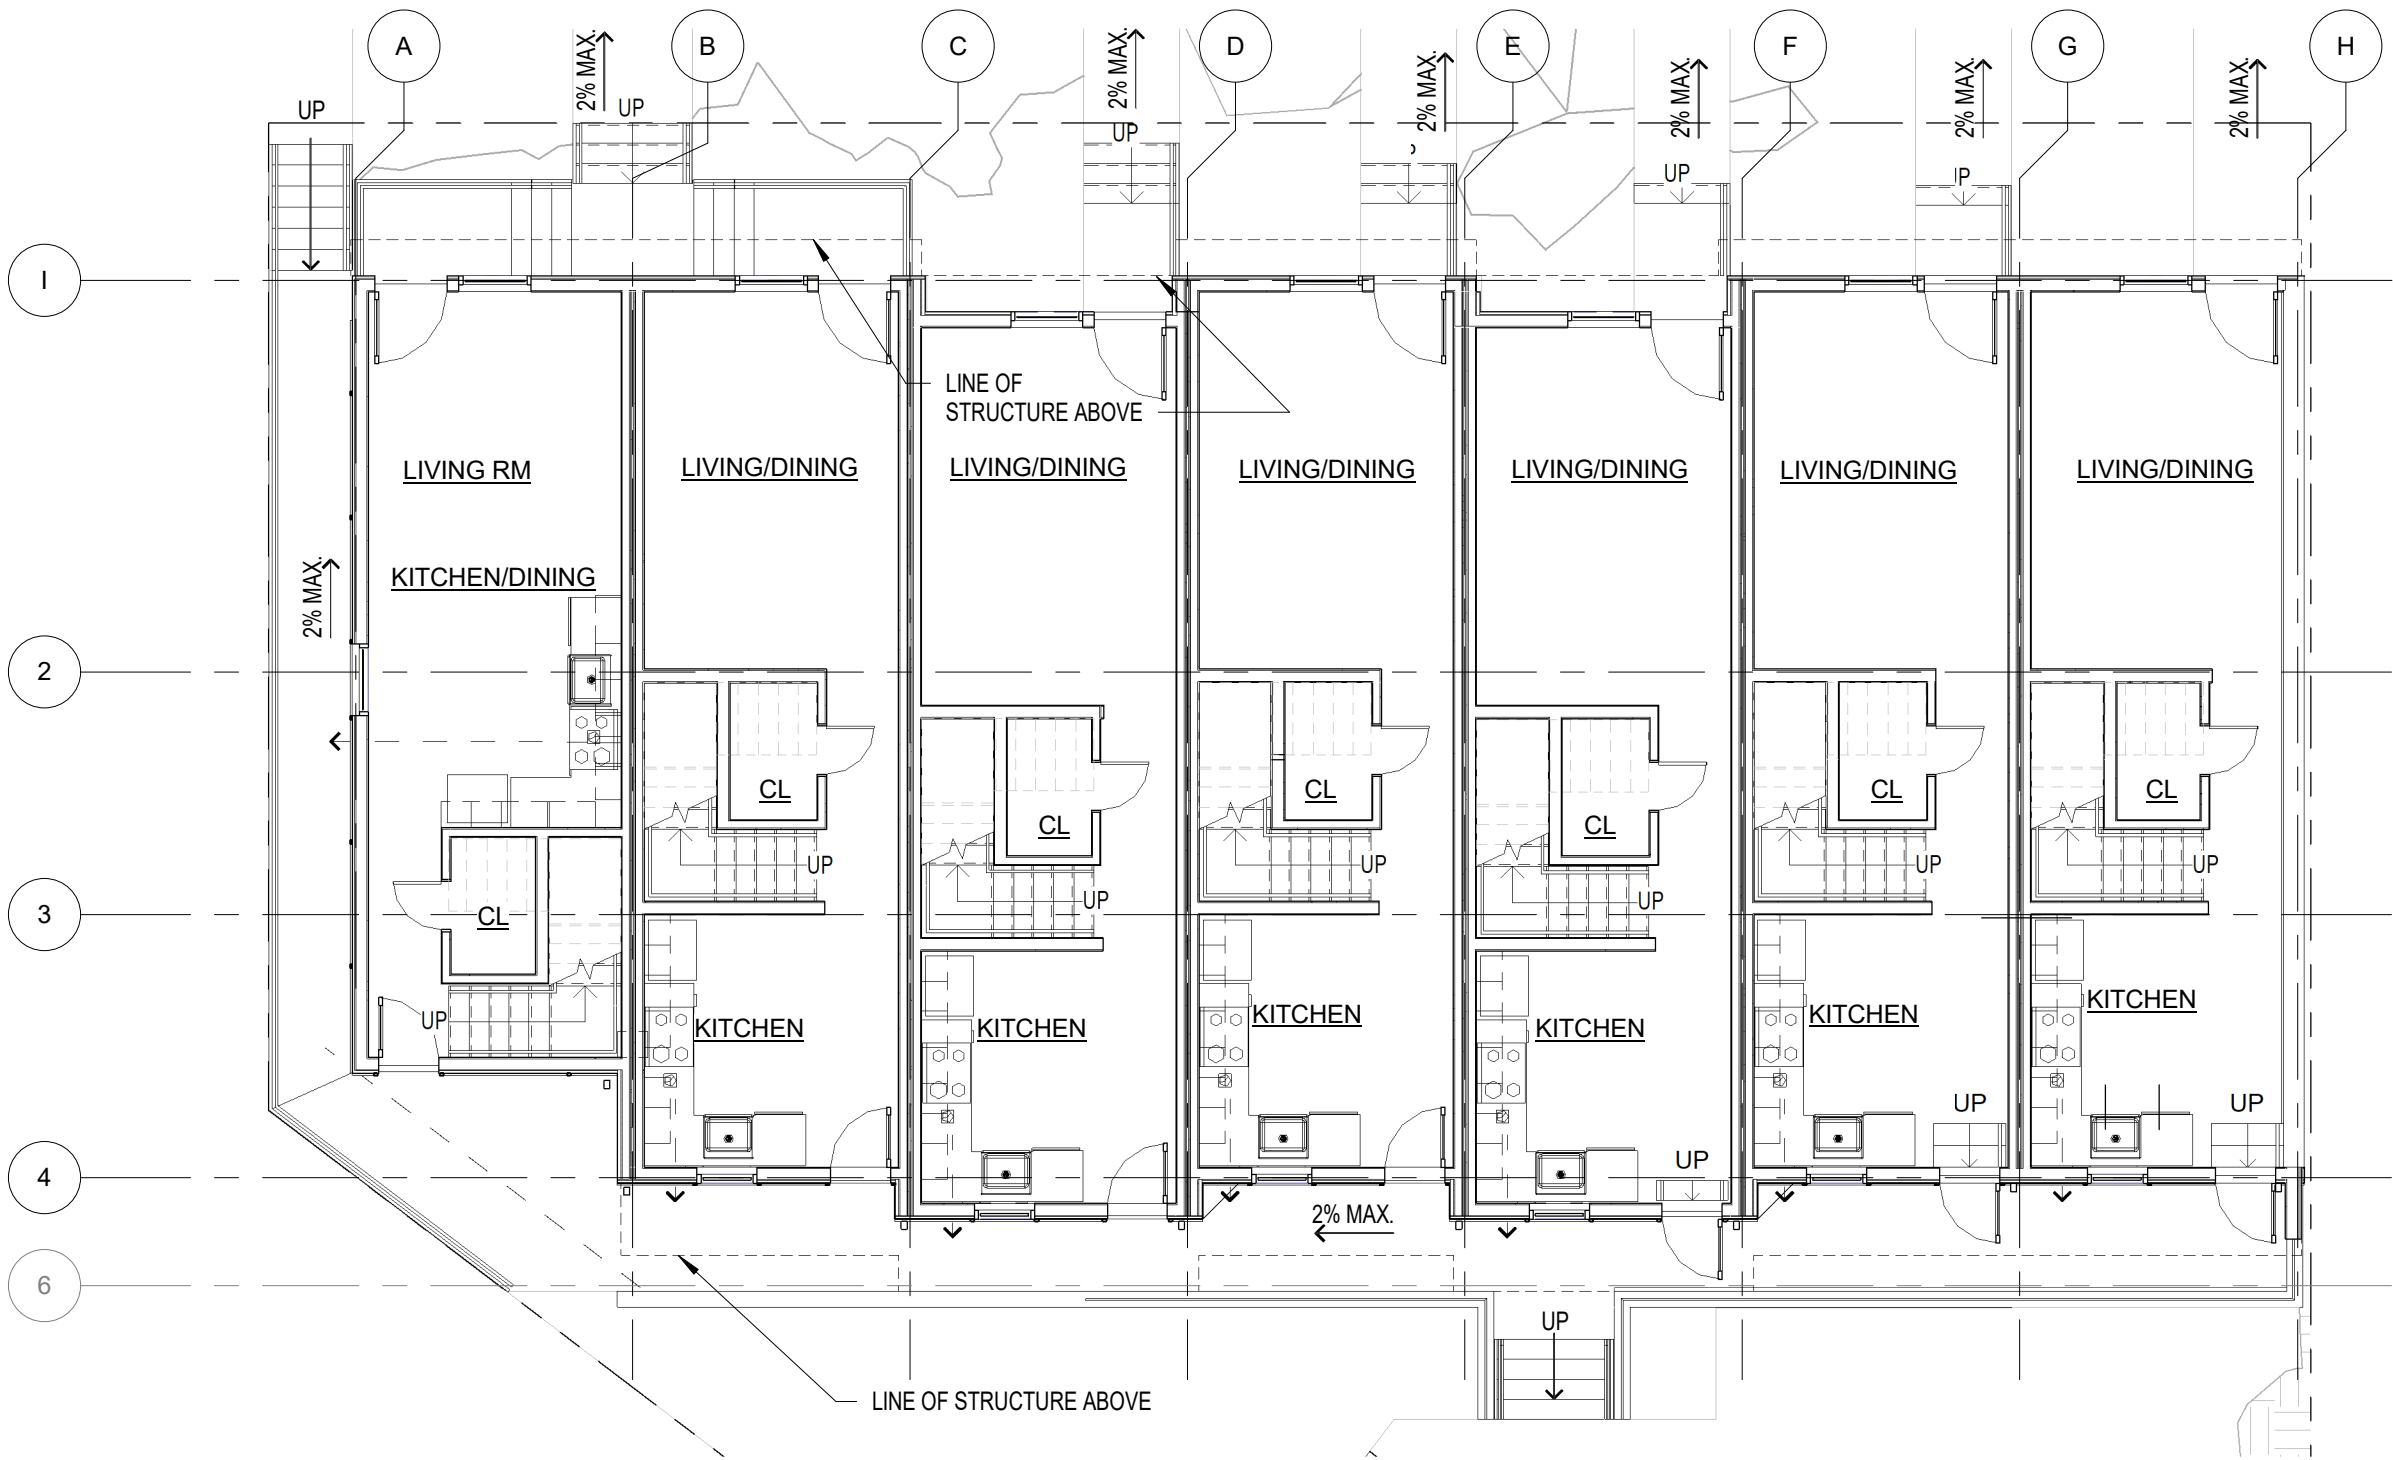 A
B
C
D
E
F
G
H
2% MAX.
2% MAX.
2% MAX.
2% MAX.
2% MAX.
2% MAX.
UP
UP
UP
UP
I
LINE OF
STRUCTURE ABOVE
LIVING RM
LIVING/DINING
LIVING/DINING
LIVING/DINING
LIVING/DINING
LIVING/DINING
LIVING/DINING
KITCHEN/DINING
2% MAX.
2
CL
CL
CL
CL
CL
CL
UP
UP
UP
UP
UP
UP
3
CL
UP
KITCHEN
KITCHEN
KITCHEN
KITCHEN
KITCHEN
KITCHEN
UP
UP
UP
4
2% MAX.
6
UP
LINE OF STRUCTURE ABOVE